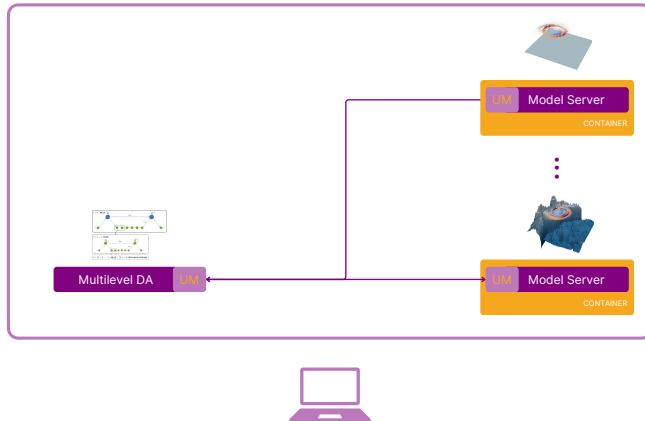 UM Model Server
CONTAINER
Multilevel DA UM
UM Model Server
CONTAINER